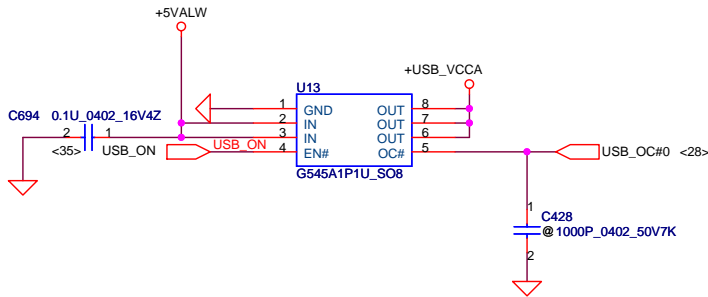 +5VALW
+USB_VCCA
U13
C694 0.1U_0402_16V4Z
1 GND OUT 8
2 IN OUT 7
3 IN OUT 6
4 EN# OC# 5
2 1
<35> USB_ON
USB_ON
USB_OC#0 <28>
G545A1P1U_SO8
1
C428
@1000P_0402_50V7K
2